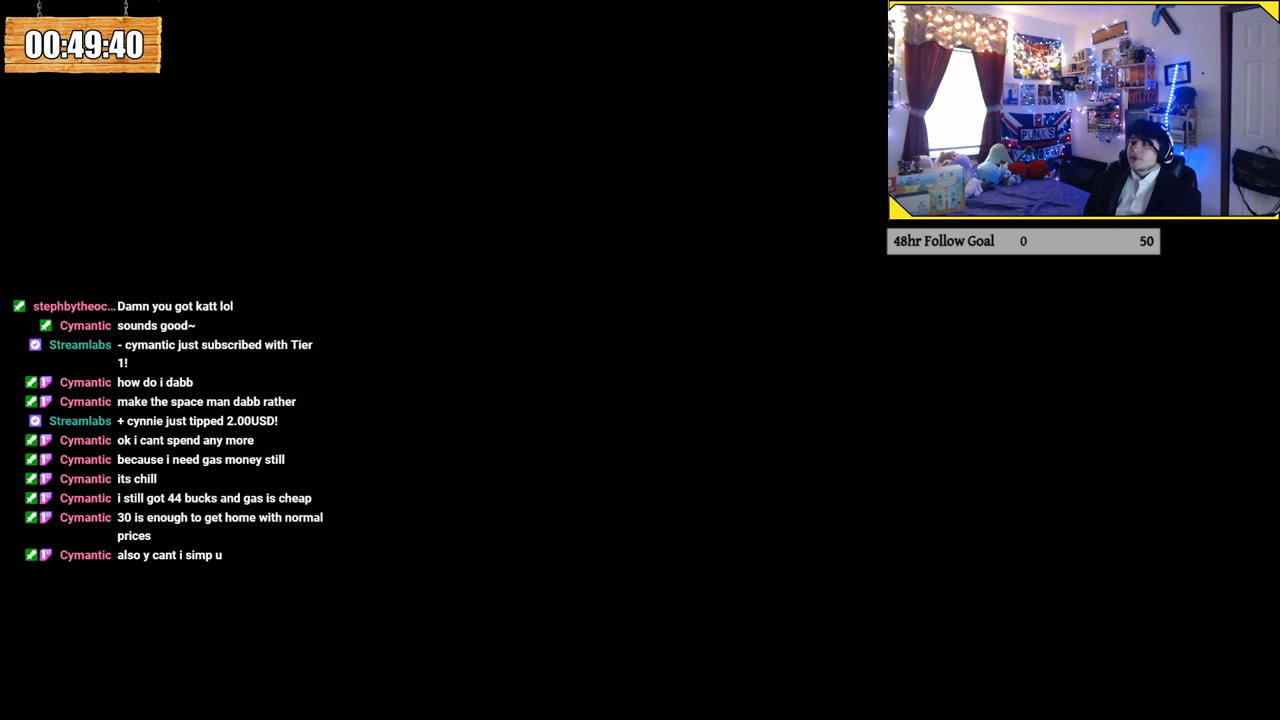 00:49:40
PUNKS
48hr Follow Goal 0 50
stephbytheoc... Damn you got katt lol
Cymantic sounds good~
Streamlabs - cymantic just subscribed with Tier
1!
Cymantic how do i dabb
Cymantic make the space man dabb rather
Streamlabs + cynnie just tipped 2.00USD!
Cymantic ok i cant spend any more
Cymantic because i need gas money still
Cymantic its chill
Cymantic i still got 44 bucks and gas is cheap
Cymantic 30 is enough to get home with normal
prices
Cymantic also y cant i simp u